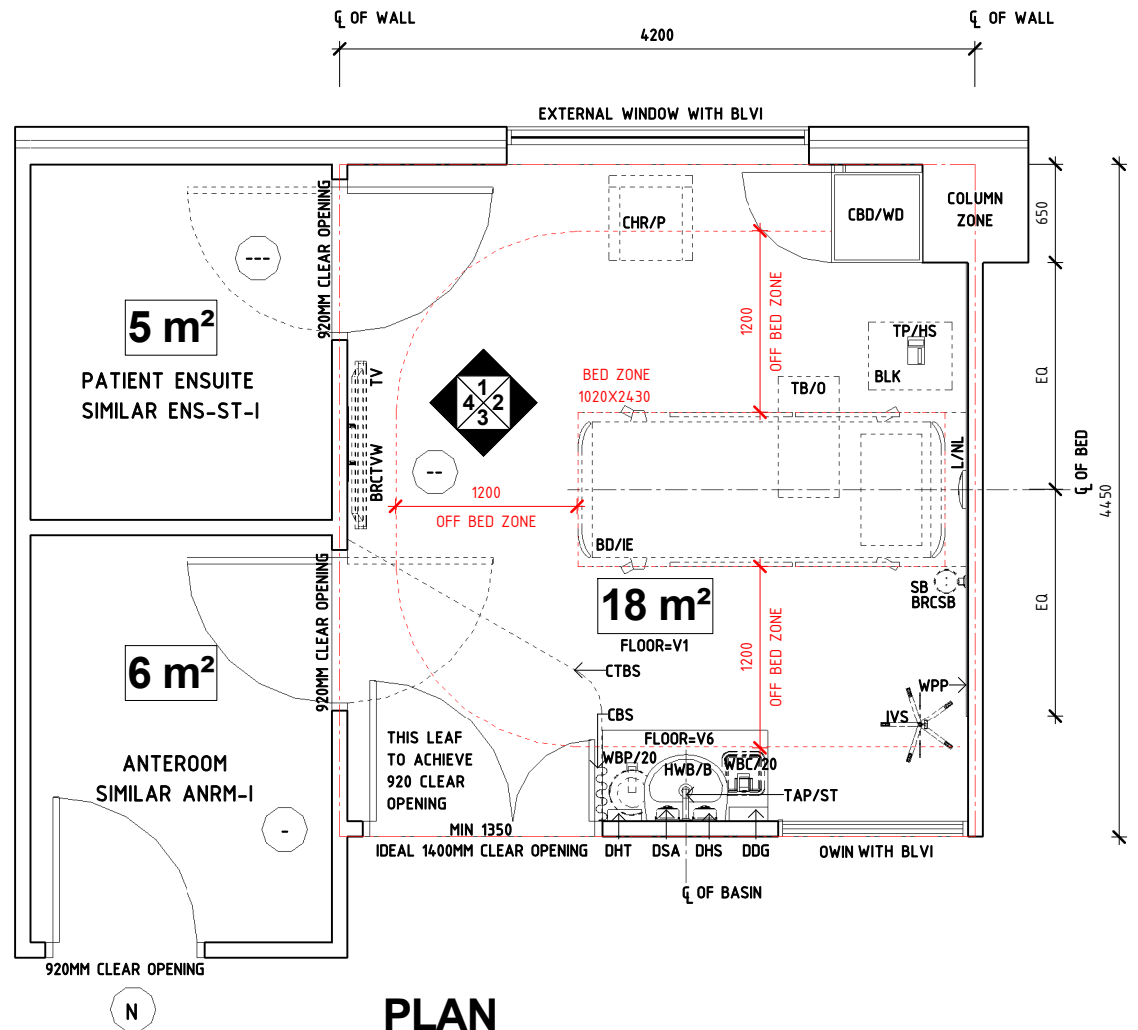 ℄ OF WALL
℄ OF WALL
4200
EXTERNAL WINDOW WITH BLVI
920MM CLEAR OPENING
CHR/P
CBD/WD
COLUMN
ZONE
650
---
5 m²
PATIENT ENSUITE
SIMILAR ENS-ST-I
1200
OFF BED ZONE
TP/HS
BLK
TV
BRCTVW
1
4 2
3
BED ZONE
1020X2430
TB/O
EQ
--
1200
OFF BED ZONE
L/NL
℄ OF BED
4450
BD/IE
920MM CLEAR OPENING
18 m²
FLOOR=V1
SB
BRCSB
EQ
6 m²
1200
OFF BED ZONE
CTBS
WPP
CBS
IVS
ANTEROOM
SIMILAR ANRM-I
THIS LEAF
TO ACHIEVE
920 CLEAR
OPENING
FLOOR=V6
WBP/20
HWB/B
WBC/20
TAP/ST
-
MIN 1350
IDEAL 1400MM CLEAR OPENING
DHT
DSA
DHS
DDG
OWIN WITH BLVI
℄ OF BASIN
920MM CLEAR OPENING
N
PLAN